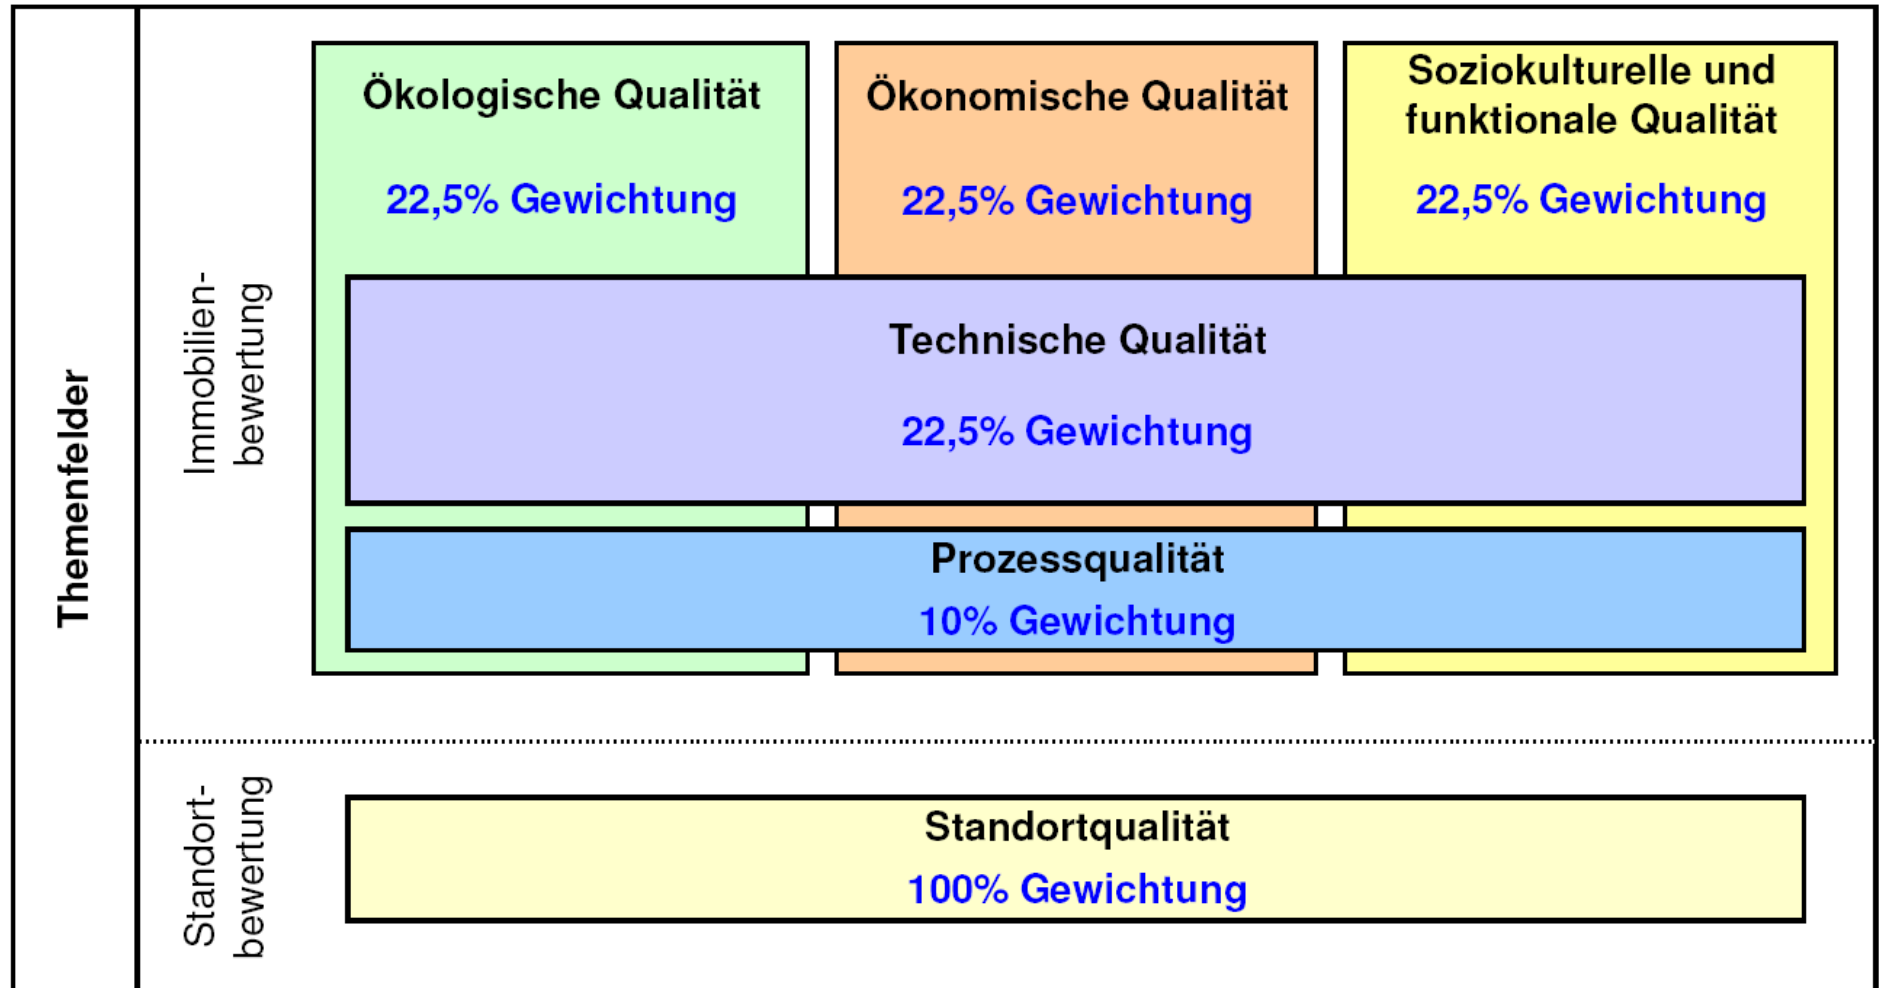 Themenfelder
Immobilien-
bewertung
Ökologische Qualität
22,5% Gewichtung
Ökonomische Qualität
22,5% Gewichtung
Soziokulturelle und
funktionale Qualität
22,5% Gewichtung
Technische Qualität
22,5% Gewichtung
Prozessqualität
10% Gewichtung
Standort-
bewertung
Standortqualität
100% Gewichtung